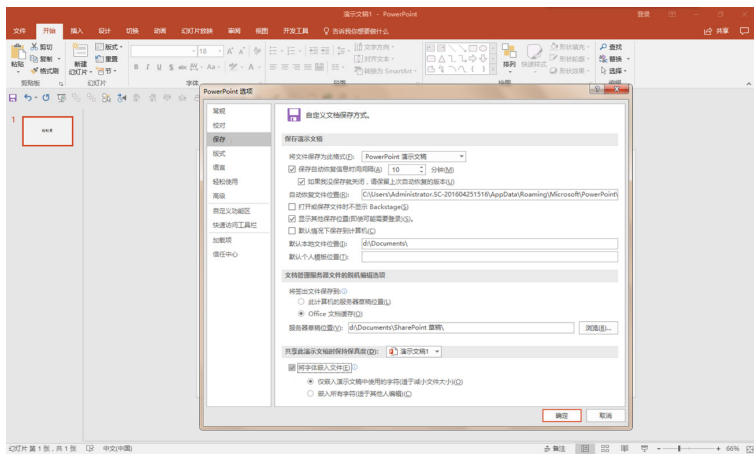 演示文稿1 - PowerPoint
登录
文件 开始 插入 设计 切换 动画 幻灯片放映 审阅 视图 开发工具 告诉我你想要做什么 共享
剪切 版式 18 文字方向 形状填充 查找
粘贴 复制 新建 重置 对齐文本 排列 快速样式 形状轮廓 替换
格式刷 幻灯片 节 B I U S abc AV Aa A 转换为 SmartArt 形状效果 选择
剪贴板 幻灯片 字体
PowerPoint 选项
1
常规
校对
保存
版式
语言
轻松使用
高级
自定义功能区
快速访问工具栏
加载项
信任中心
自定义文档保存方式。
保存演示文稿
将文件保存为此格式(F): PowerPoint 演示文稿
保存自动恢复信息时间间隔(A) 10 分钟(M)
如果我没保存就关闭,请保留上次自动恢复的版本(U)
自动恢复文件位置(R): C:\Users\Administrator.SC-201604251516\AppData\Roaming\Microsoft\PowerPoint\
打开或保存文件时不显示 Backstage(S)
显示其他保存位置(即使可能需要登录)(S)。
默认情况下保存到计算机(C)
默认本地文件位置(I): d:\Documents\
默认个人模板位置(T):
文档管理服务器文件的脱机编辑选项
将签出文件保存到:
此计算机的服务器草稿位置(L)
Office 文档缓存(O)
服务器草稿位置(V): d:\Documents\SharePoint 草稿\ 浏览(B)...
共享此演示文稿时保持保真度(D): 演示文稿1
将字体嵌入文件(E)
仅嵌入演示文稿中使用的字符(适于减小文件大小)(O)
嵌入所有字符(适于其他人编辑)(C)
确定 取消
幻灯片 第 1 张,共 1 张 中文(中国) 备注 66%